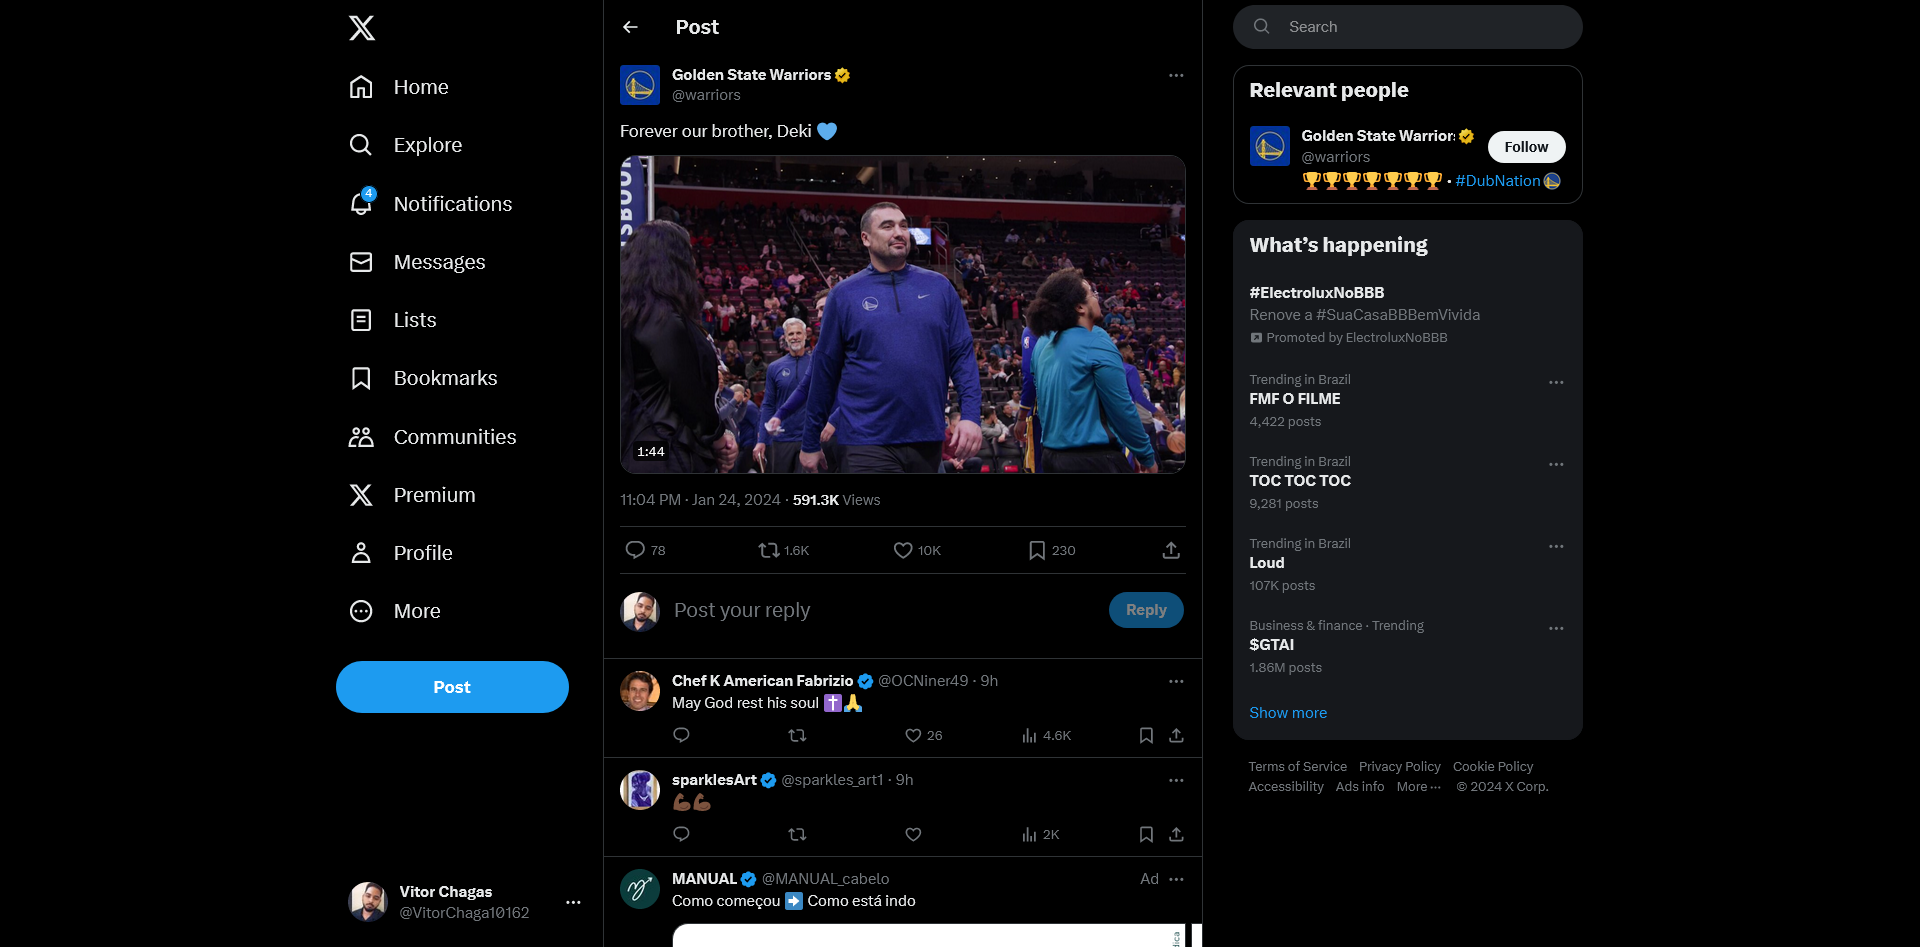 Home
Explore
4
Notifications
Messages
Lists
Bookmarks
Communities
Premium
Profile
More
Post
Vitor Chagas
@VitorChaga10162
Post
Golden State Warriors
@warriors
Forever our brother, Deki 💙
1:44
11:04 PM · Jan 24, 2024 · 591.3K Views
78 1.6K 10K 230
Post your reply
Reply
Chef K American Fabrizio @OCNiner49 · 9h
May God rest his soul ✝️🙏
26 4.6K
sparklesArt @sparkles_art1 · 9h
💪🏾💪🏾
2K
MANUAL @MANUAL_cabelo Ad
Como começou ➡️ Como está indo
Search
Relevant people
Golden State Warriors
@warriors
Follow
🏆🏆🏆🏆🏆🏆🏆 • #DubNation
What's happening
#ElectroluxNoBBB
Renove a #SuaCasaBBBemVivida
Promoted by ElectroluxNoBBB
Trending in Brazil
FMF O FILME
4,422 posts
Trending in Brazil
TOC TOC TOC
9,281 posts
Trending in Brazil
Loud
107K posts
Business & finance · Trending
$GTAI
1.86M posts
Show more
Terms of Service Privacy Policy Cookie Policy
Accessibility Ads info More ··· © 2024 X Corp.